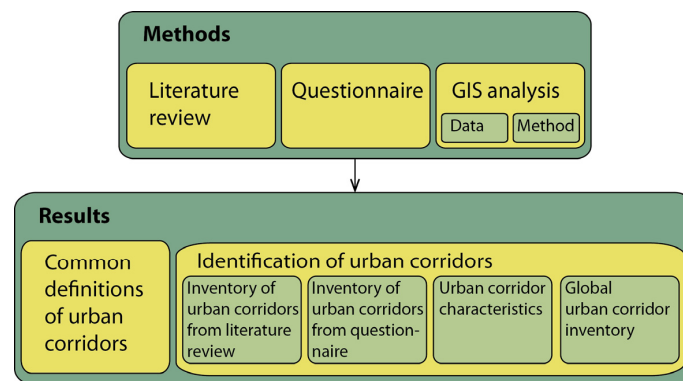 Methods
Literature
review
Questionnaire
GIS analysis
Data
Method
Results
Common
definitions
of urban
corridors
Identification of urban corridors
Inventory of
urban corridors
from literature
review
Inventory of
urban corridors
from question-
naire
Urban corridor
characteristics
Global
urban corridor
inventory